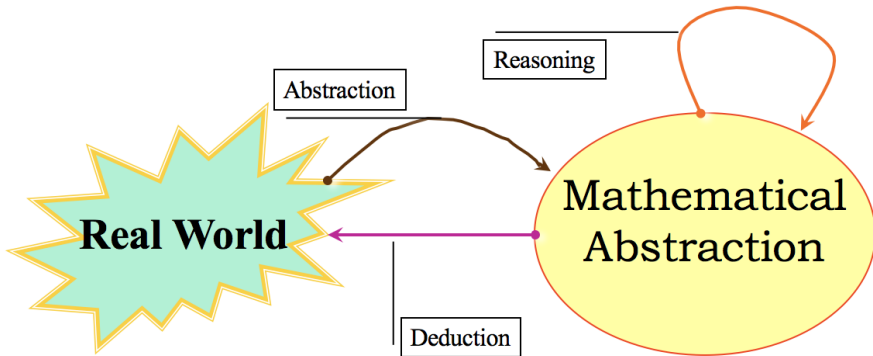 Reasoning
Abstraction
Mathematical
Abstraction
Real World
Deduction